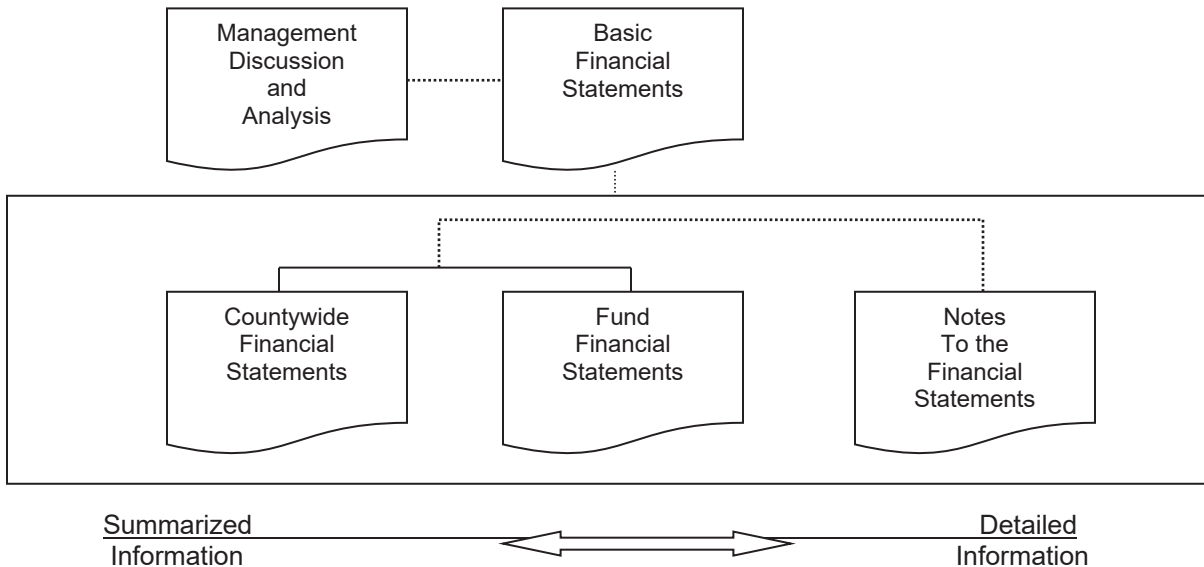 Management
Discussion
and
Analysis
Basic
Financial
Statements
Countywide
Financial
Statements
Fund
Financial
Statements
Notes
To the
Financial
Statements
Summarized
Information
Detailed
Information